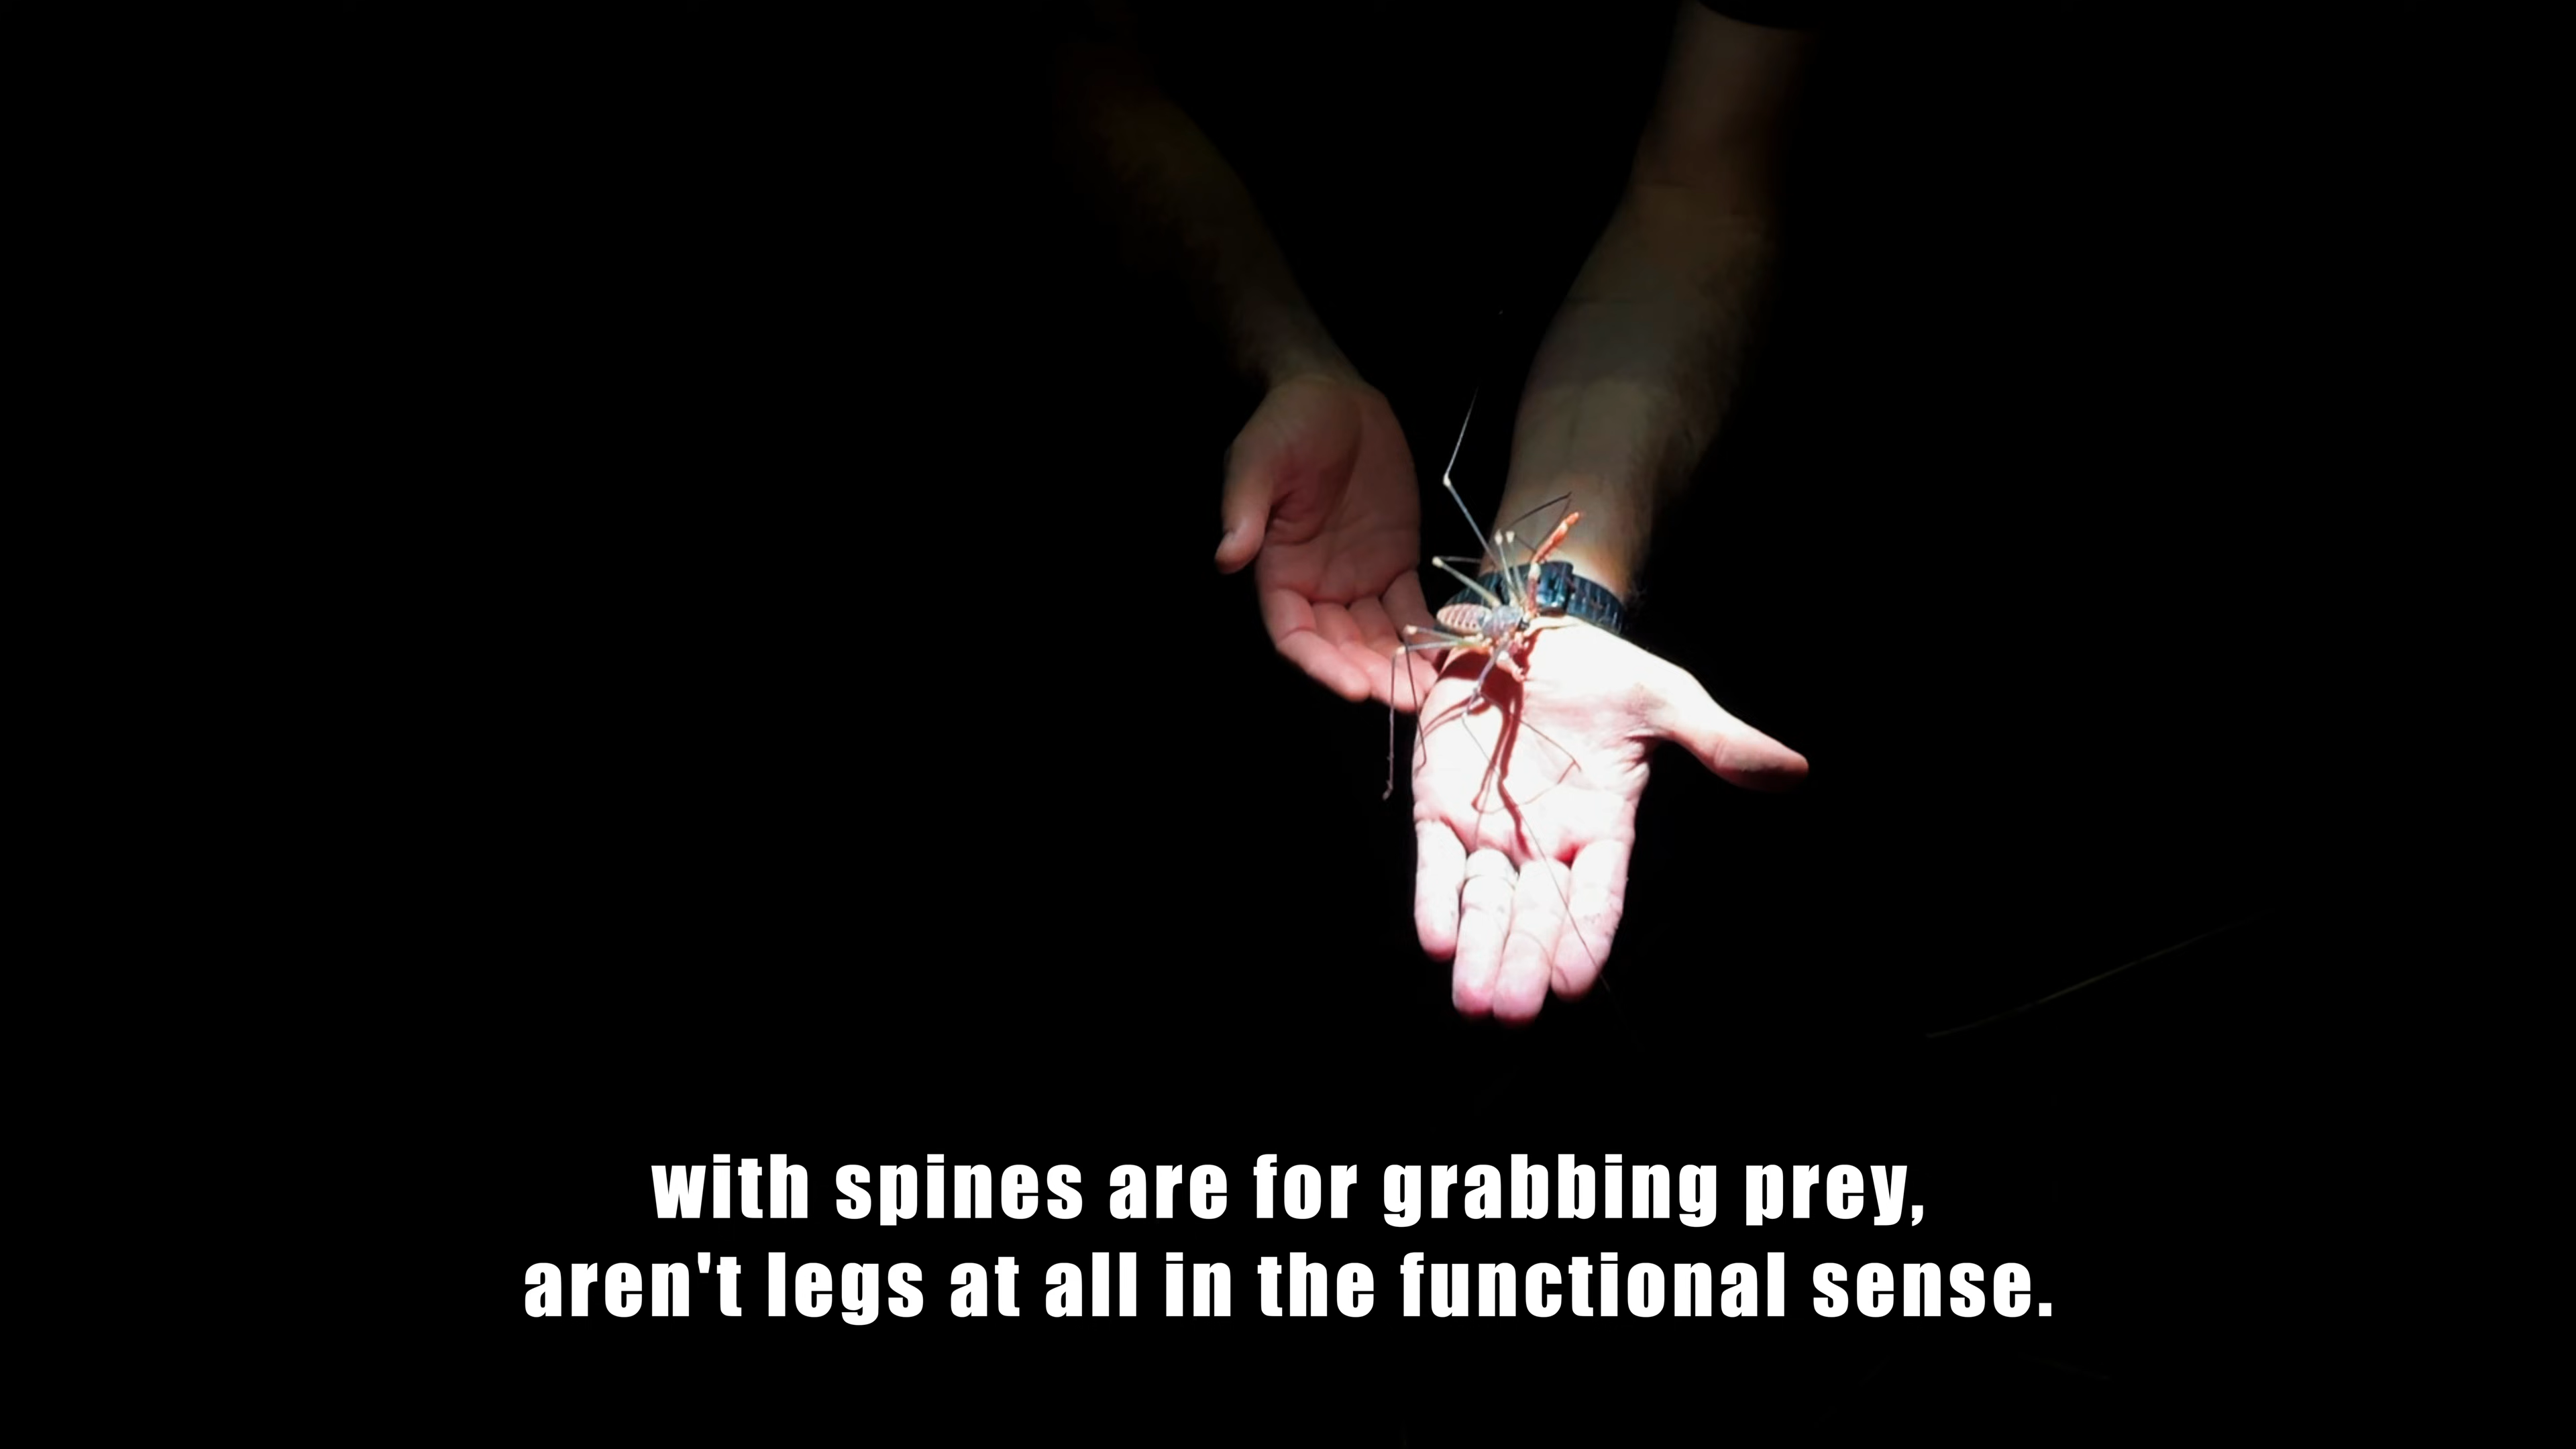 with spines are for grabbing prey,
aren't legs at all in the functional sense.